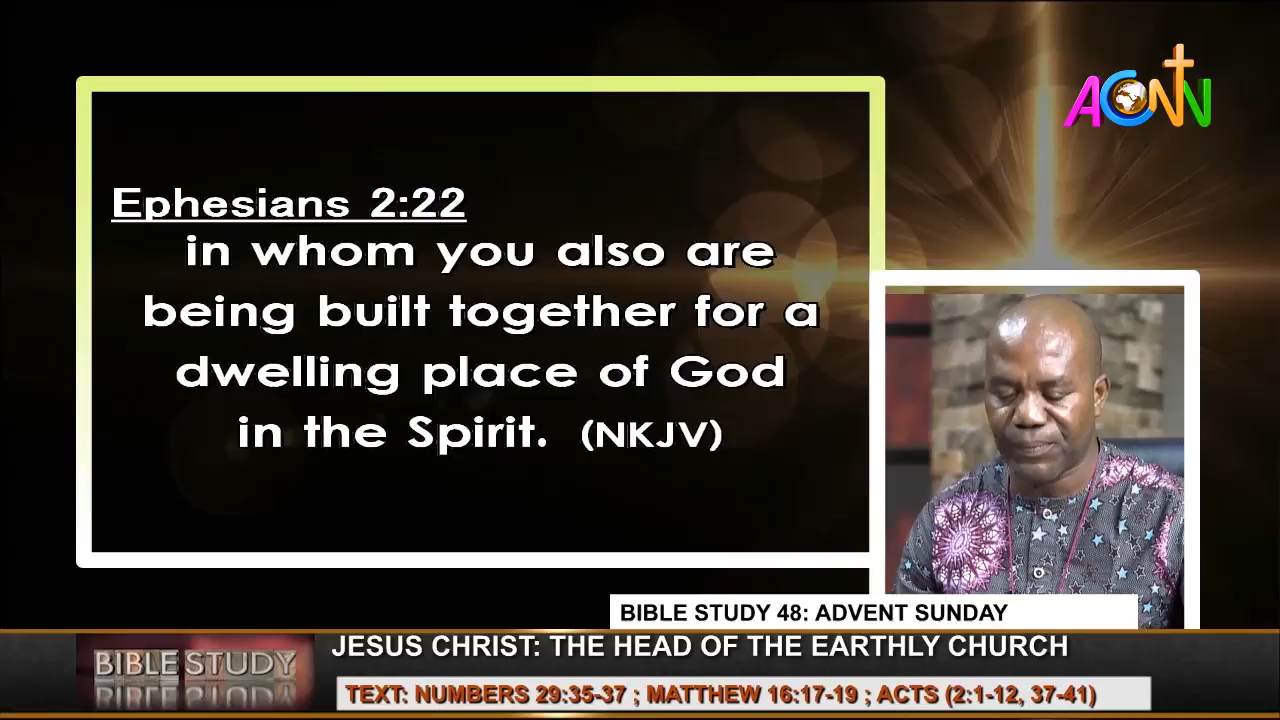 ACNN
Ephesians 2:22
in whom you also are
being built together for a
dwelling place of God
in the Spirit. (NKJV)
BIBLE STUDY 48: ADVENT SUNDAY
JESUS CHRIST: THE HEAD OF THE EARTHLY CHURCH
BIBLE STUDY
TEXT: NUMBERS 29:35-37 ; MATTHEW 16:17-19 ; ACTS (2:1-12, 37-41)